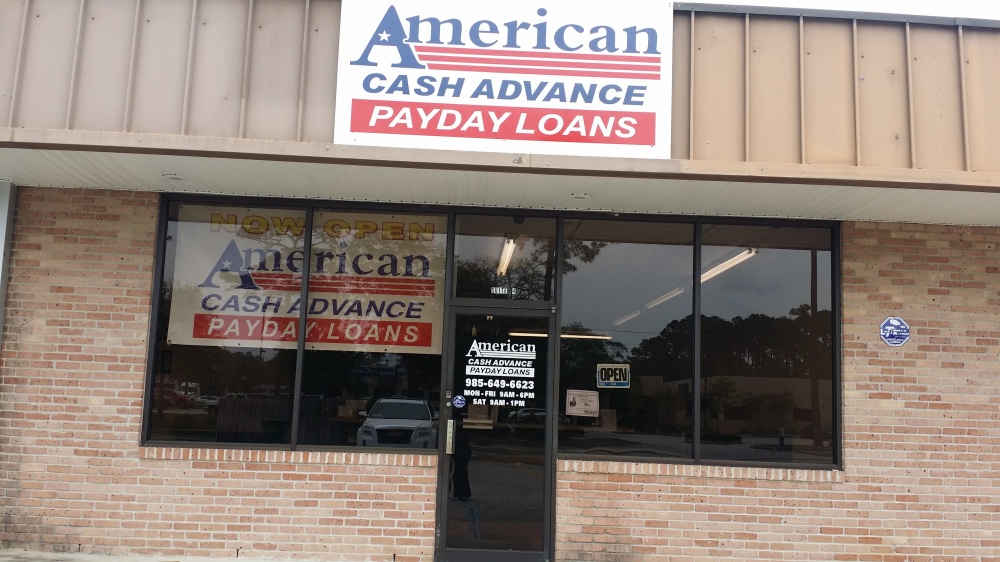 American
CASH ADVANCE
PAYDAY LOANS
NOW OPEN
American
CASH ADVANCE
PAYDAY LOANS
SUITE
American
CASH ADVANCE
PAYDAY LOANS
985-649-6623
MON - FRI 9AM - 6PM
SAT 9AM - 1PM
OPEN